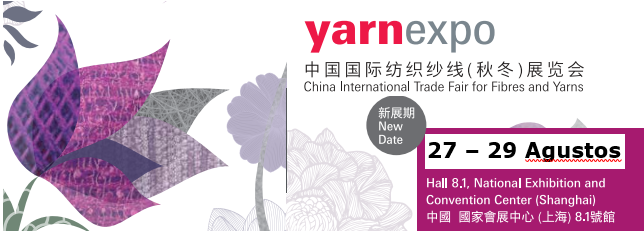 yarnexpo
中国国际纺织纱线(秋冬)展览会
China International Trade Fair for Fibres and Yarns
新展期
New
Date
27 – 29 Agustos
Hall 8.1, National Exhibition and
Convention Center (Shanghai)
中國 國家會展中心 (上海) 8.1號館